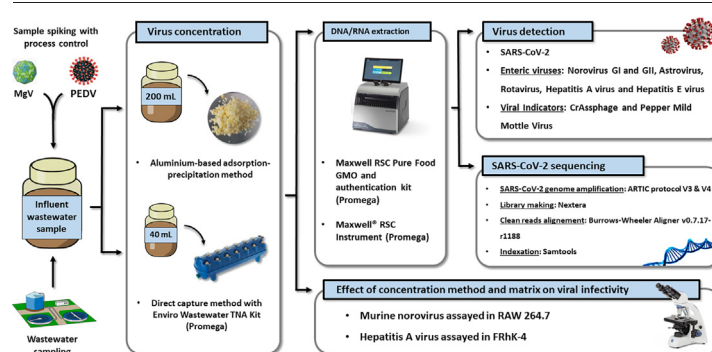 Sample spiking with
process control
MgV
PEDV
Influent
wastewater
sample
Wastewater
sampling
Virus concentration
200 mL
• Aluminium-based adsorption-
precipitation method
40 mL
• Direct capture method with
Enviro Wastewater TNA Kit
(Promega)
DNA/RNA extraction
• Maxwell RSC Pure Food
GMO and
authentication kit
(Promega)
• Maxwell® RSC
Instrument (Promega)
Virus detection
• SARS-CoV-2
• Enteric viruses: Norovirus GI and GII, Astrovirus,
Rotavirus, Hepatitis A virus and Hepatitis E virus
• Viral Indicators: CrAssphage and Pepper Mild
Mottle Virus
SARS-CoV-2 sequencing
• SARS-CoV-2 genome amplification: ARTIC protocol V3 & V4
• Library making: Nextera
• Clean reads alignement: Burrows-Wheeler Aligner v0.7.17-
r1188
• Indexation: Samtools
Effect of concentration method and matrix on viral infectivity
• Murine norovirus assayed in RAW 264.7
• Hepatitis A virus assayed in FRhK-4